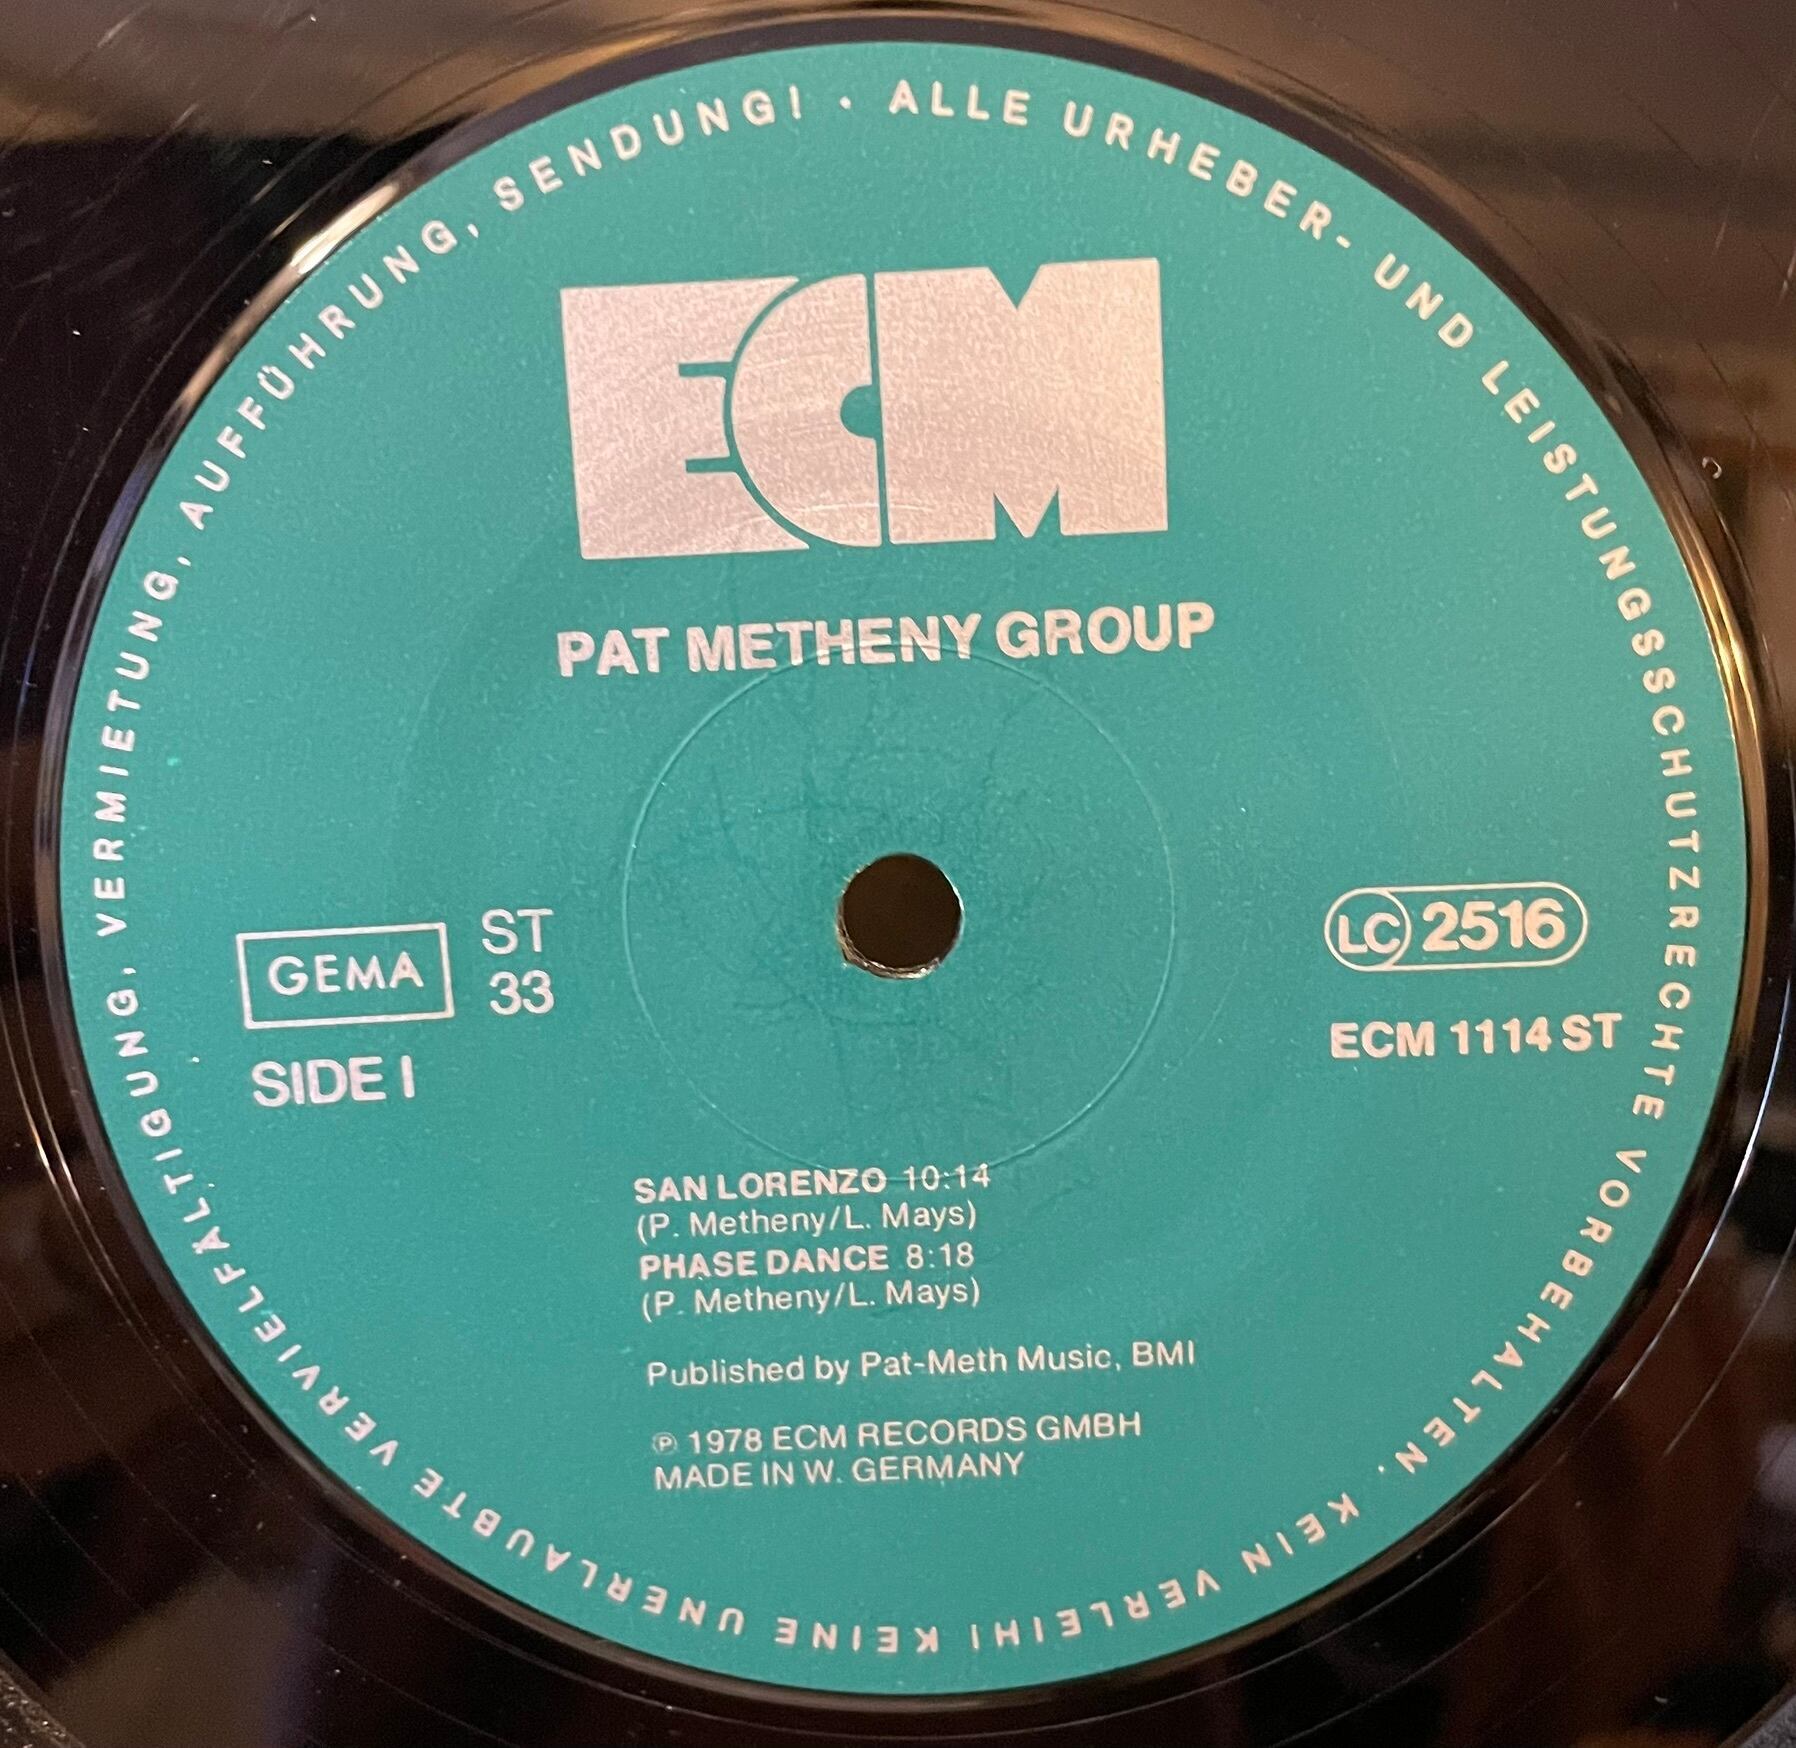 ALLE URHEBER- UND LEISTUNGSSCHUTZRECHTE VORBEHALTEN. KEIN VERLEIH! KEINE UNERLAUBTE VERVIELFÄLTIGUNG, VERMIETUNG, AUFFÜHRUNG, SENDUNG! ·
ECM
PAT METHENY GROUP
GEMA
ST
33
SIDE I
LC 2516
ECM 1114 ST
SAN LORENZO 10:14
(P. Metheny/L. Mays)
PHASE DANCE 8:18
(P. Metheny/L. Mays)
Published by Pat-Meth Music, BMI
℗ 1978 ECM RECORDS GMBH
MADE IN W. GERMANY